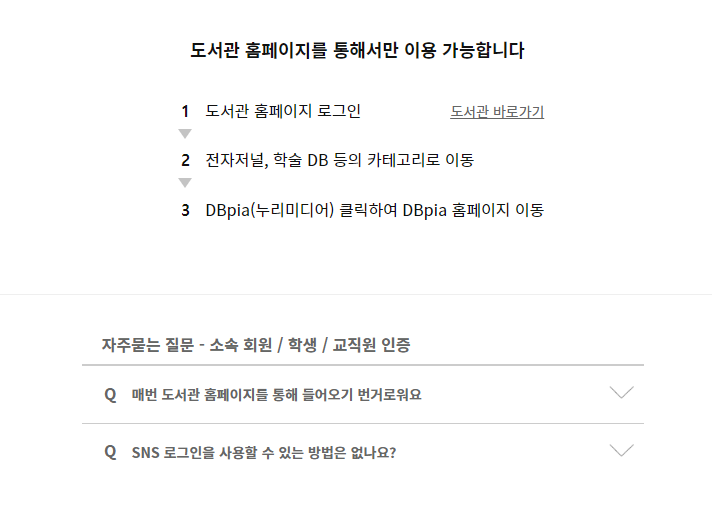 도서관 홈페이지를 통해서만 이용 가능합니다
1 도서관 홈페이지 로그인 도서관 바로가기
2 전자저널, 학술 DB 등의 카테고리로 이동
3 DBpia(누리미디어) 클릭하여 DBpia 홈페이지 이동
자주묻는 질문 - 소속 회원 / 학생 / 교직원 인증
Q 매번 도서관 홈페이지를 통해 들어오기 번거로워요
Q SNS 로그인을 사용할 수 있는 방법은 없나요?